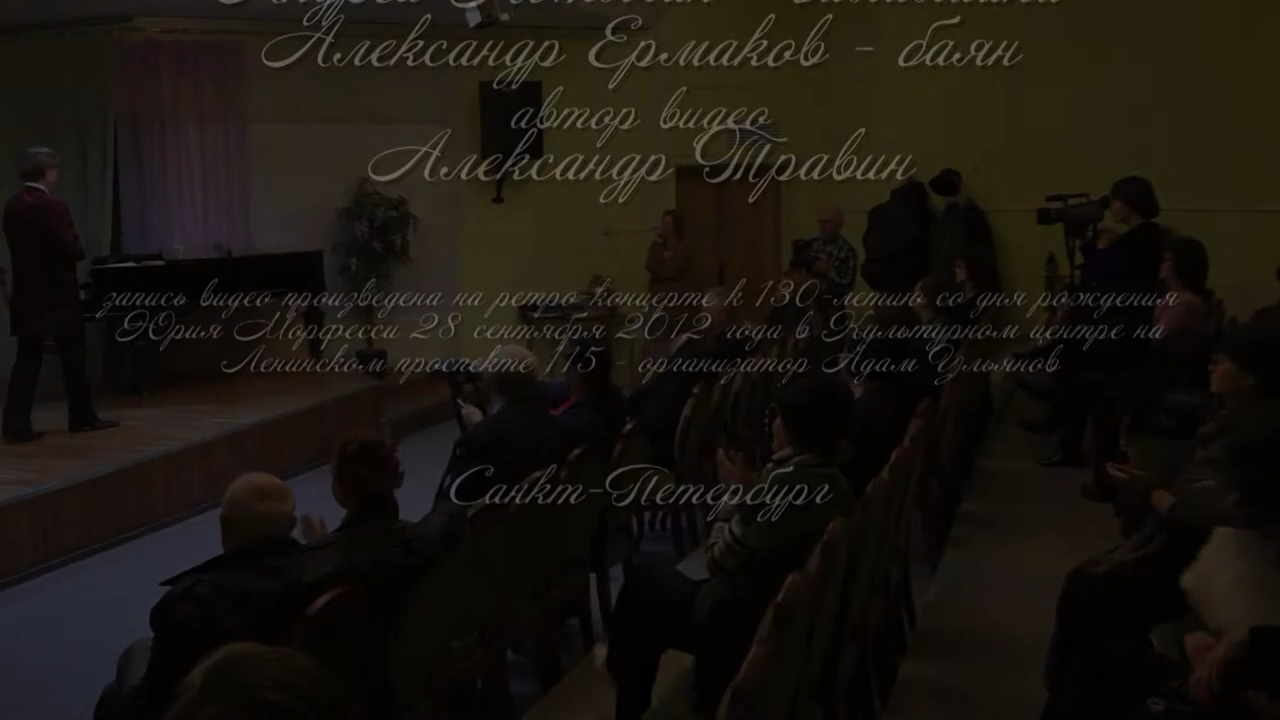 Александр Ермаков - баян
автор видео
Александр Травин
запись видео произведена на ретро концерте к 130-летию со дня рождения
Юрия Морфесси 28 сентября 2012 года в Культурном центре на
Ленинском проспекте 115 - организатор Адам Ульянов
Санкт-Петербург